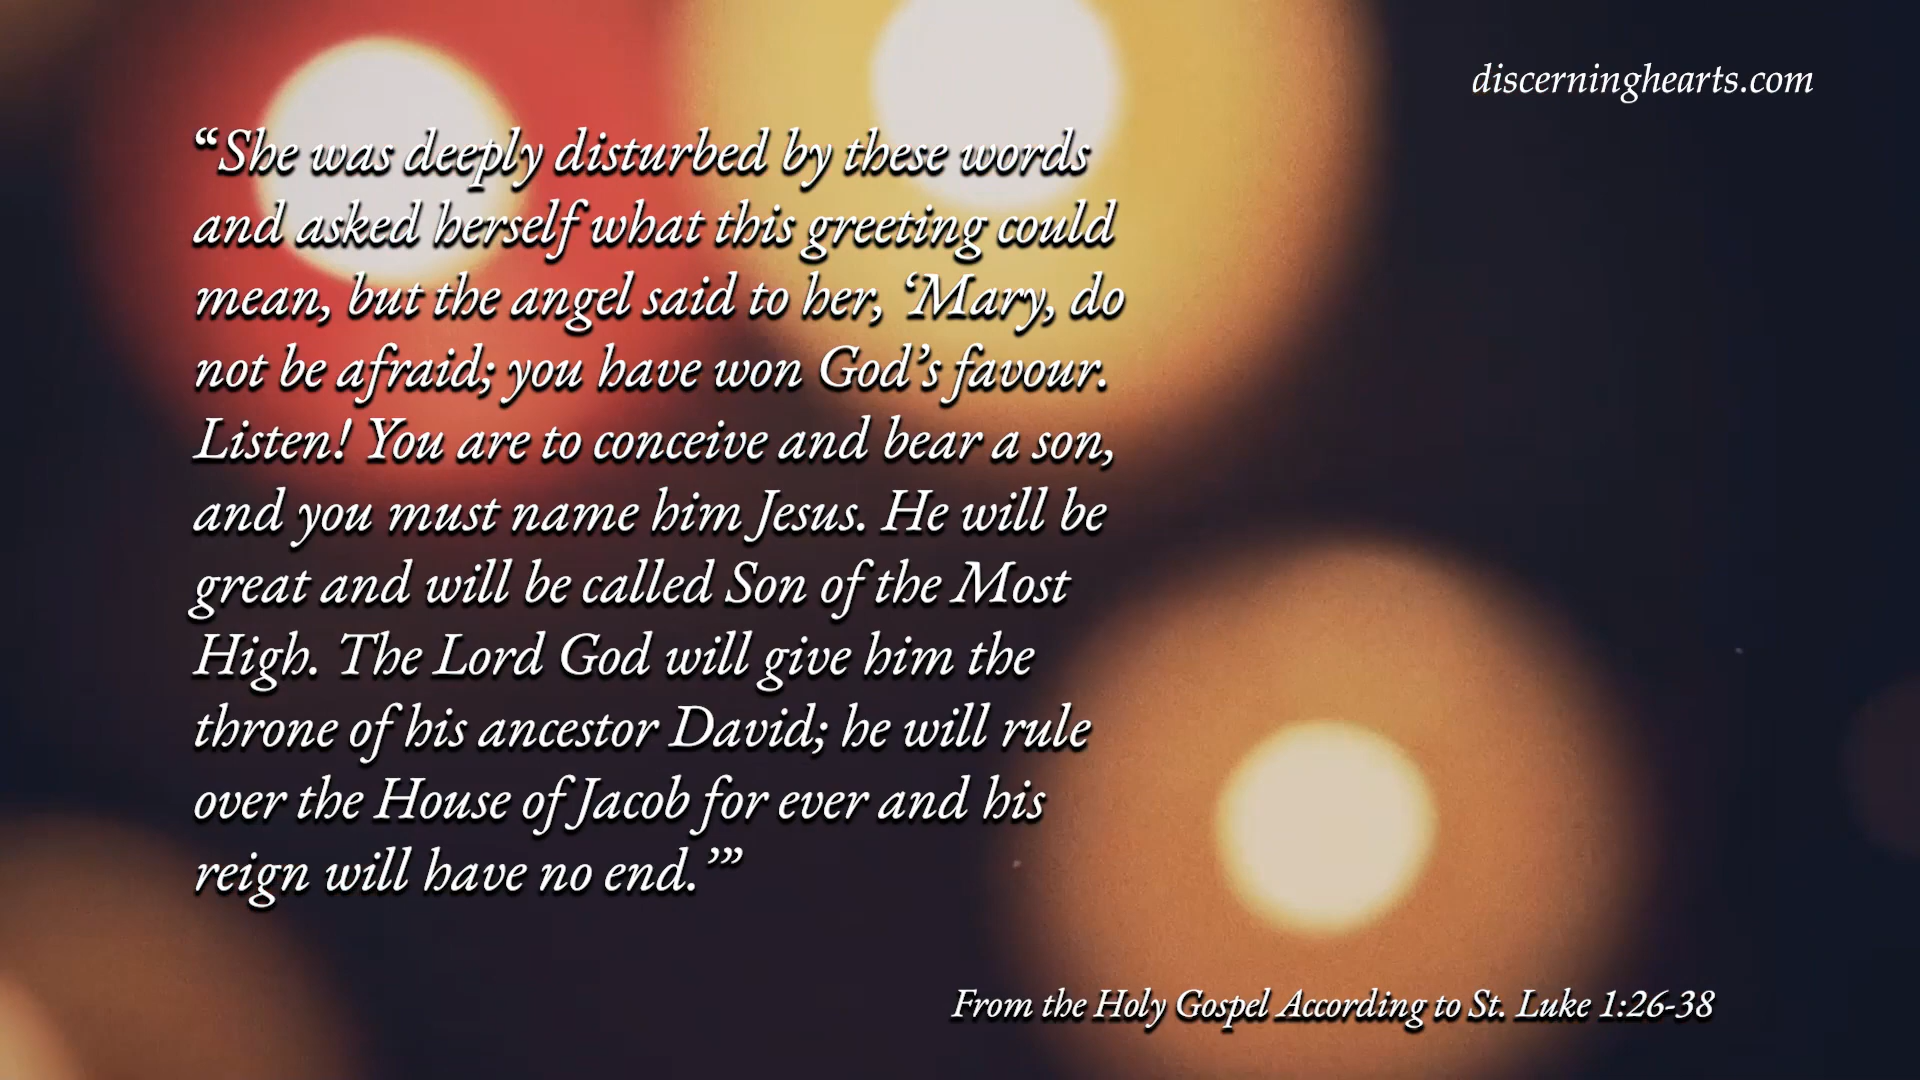 discerninghearts.com
“She was deeply disturbed by these words
and asked herself what this greeting could
mean, but the angel said to her, ‘Mary, do
not be afraid; you have won God’s favour.
Listen! You are to conceive and bear a son,
and you must name him Jesus. He will be
great and will be called Son of the Most
High. The Lord God will give him the
throne of his ancestor David; he will rule
over the House of Jacob for ever and his
reign will have no end.’”
From the Holy Gospel According to St. Luke 1:26-38